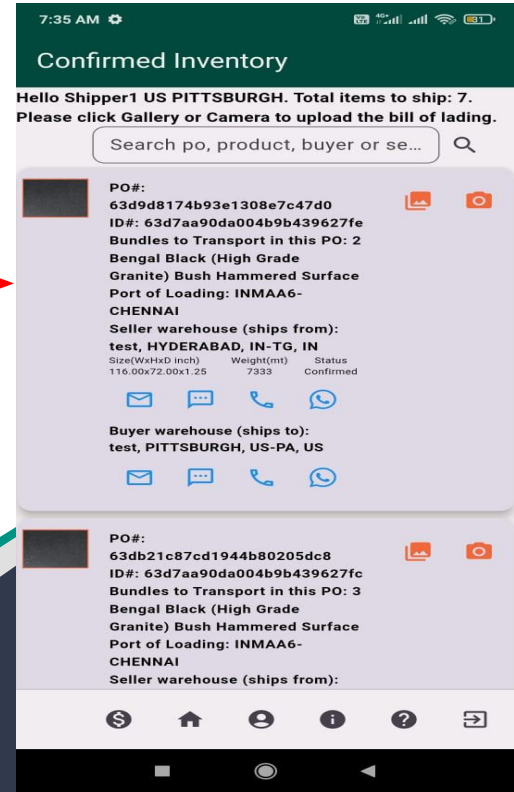 7:35 AM
4G+
31
Confirmed Inventory
Hello Shipper1 US PITTSBURGH. Total items to ship: 7.
Please click Gallery or Camera to upload the bill of lading.
Search po, product, buyer or se...
PO#:
63d9d8174b93e1308e7c47d0
ID#: 63d7aa90da004b9b439627fe
Bundles to Transport in this PO: 2
Bengal Black (High Grade
Granite) Bush Hammered Surface
Port of Loading: INMAA6-
CHENNAI
Seller warehouse (ships from):
test, HYDERABAD, IN-TG, IN
Size(WxHxD inch) Weight(mt) Status
116.00x72.00x1.25 7333 Confirmed
Buyer warehouse (ships to):
test, PITTSBURGH, US-PA, US
PO#:
63db21c87cd1944b80205dc8
ID#: 63d7aa90da004b9b439627fc
Bundles to Transport in this PO: 3
Bengal Black (High Grade
Granite) Bush Hammered Surface
Port of Loading: INMAA6-
CHENNAI
Seller warehouse (ships from):